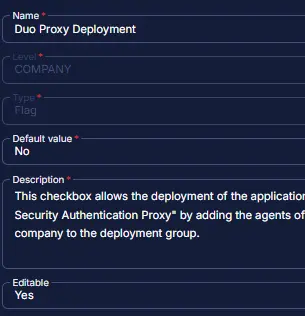 Name *
Duo Proxy Deployment
Level *
COMPANY
Type *
Flag
Default value *
No
Description *
This checkbox allows the deployment of the application
Security Authentication Proxy" by adding the agents of
company to the deployment group.
Editable
Yes